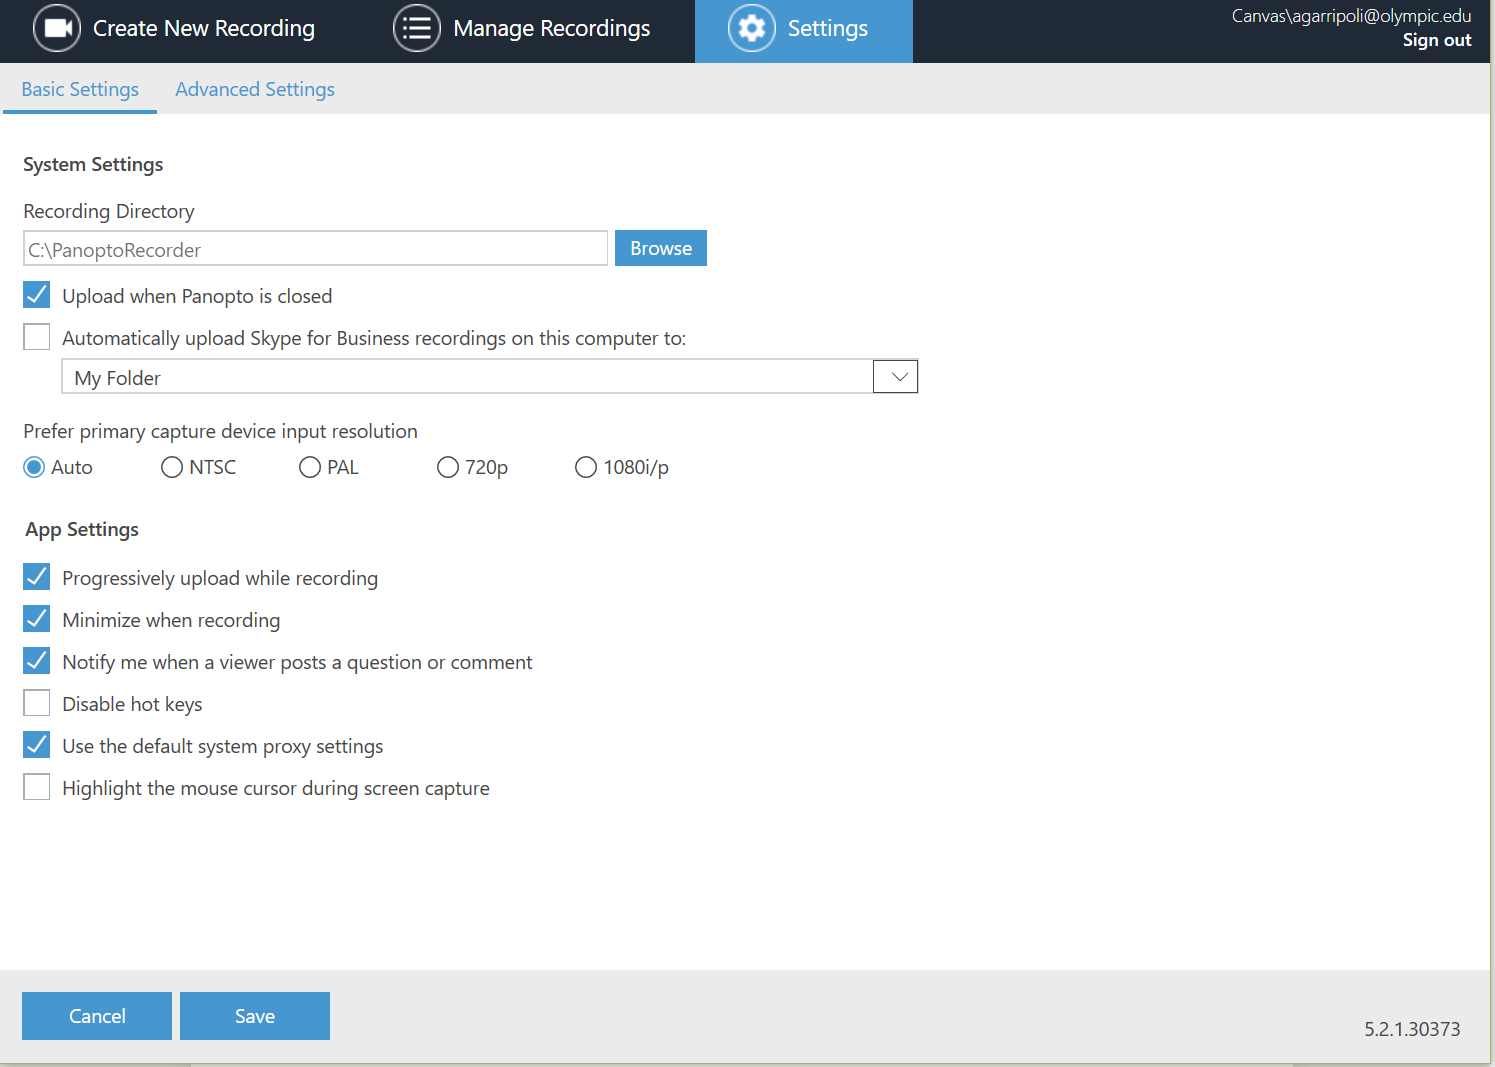 Create New Recording
Manage Recordings
Settings
Canvas\agarripoli@olympic.edu
Sign out
Basic Settings
Advanced Settings
System Settings
Recording Directory
C:\PanoptoRecorder
Browse
Upload when Panopto is closed
Automatically upload Skype for Business recordings on this computer to:
My Folder
Prefer primary capture device input resolution
Auto
NTSC
PAL
720p
1080i/p
App Settings
Progressively upload while recording
Minimize when recording
Notify me when a viewer posts a question or comment
Disable hot keys
Use the default system proxy settings
Highlight the mouse cursor during screen capture
Cancel
Save
5.2.1.30373